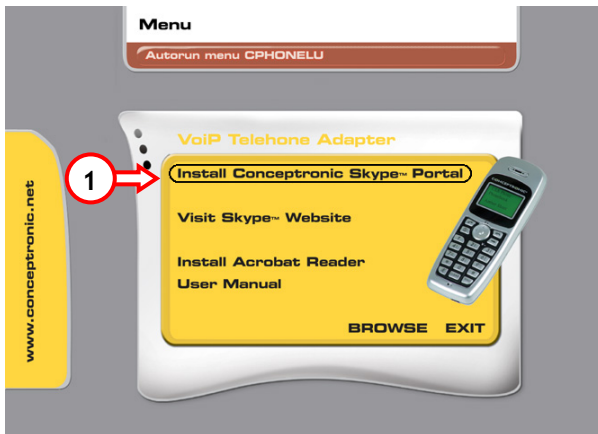 Menu
Autorun menu CPHONELU
VoiP Telehone Adapter
1
Install Conceptronic Skype™ Portal
Visit Skype™ Website
Install Acrobat Reader
User Manual
BROWSE EXIT
www.conceptronic.net